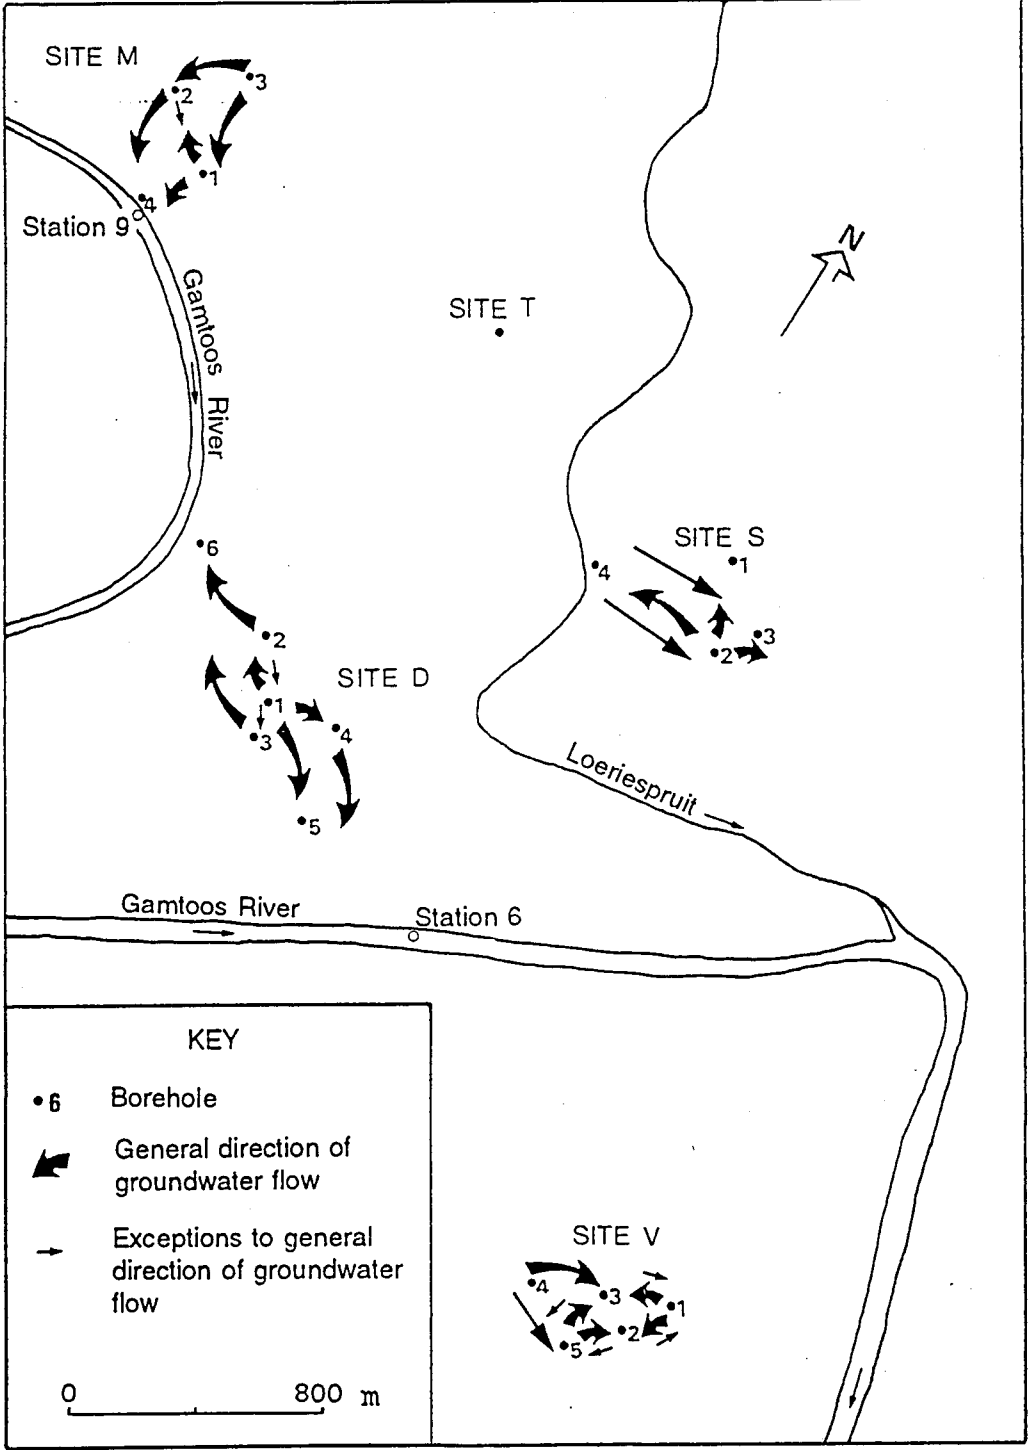 SITE M
3
2
1
4
Station 9
Gamtoos River
N
SITE T
SITE S
1
4
3
2
6
2
SITE D
1
3
4
5
Loeriespruit
Gamtoos River
Station 6
KEY
6 Borehole
General direction of
groundwater flow
Exceptions to general
direction of groundwater
flow
0 800 m
SITE V
4
3
1
2
5